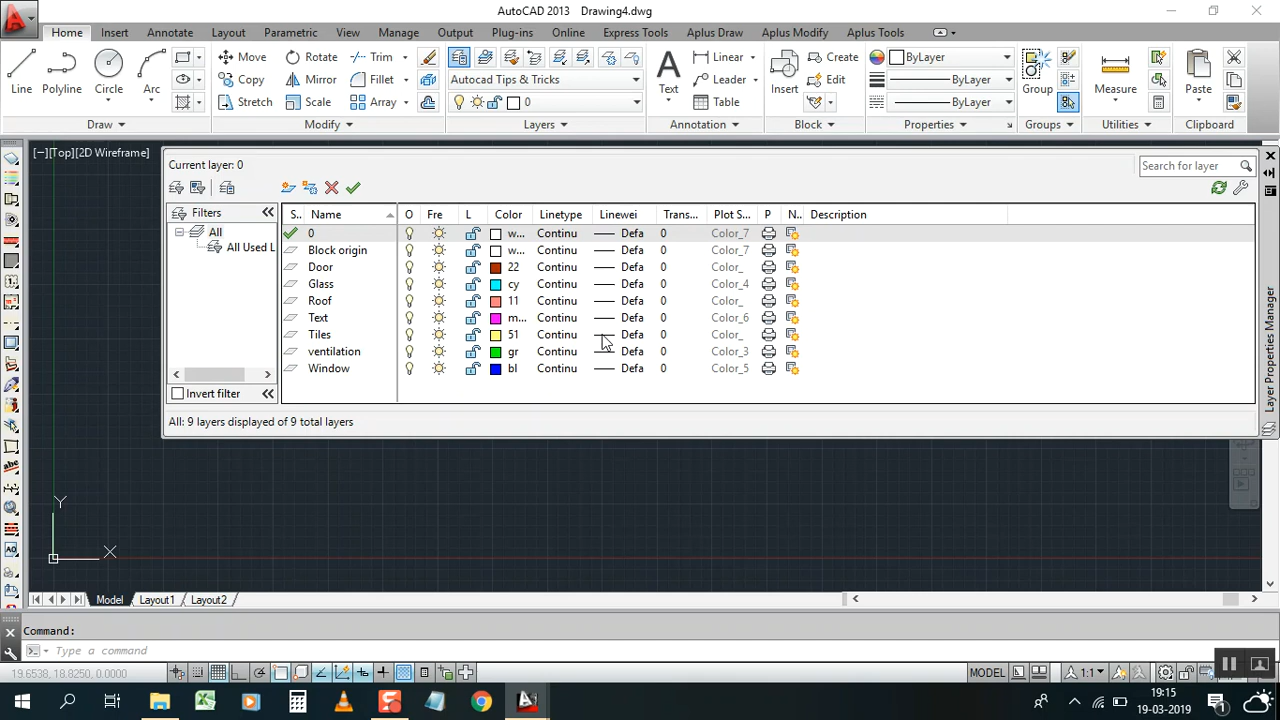 AutoCAD 2013 Drawing4.dwg
Home Insert Annotate Layout Parametric View Manage Output Express Tools Plug-ins Online Aplus Draw Aplus Modify Aplus Tools
Line Polyline Circle Arc
Move Rotate Trim
Copy Mirror Fillet
Stretch Scale Array
Autocad Tips & Tricks
0
Text
Linear
Leader
Table
Insert
Create
Edit
ByLayer
ByLayer
ByLayer
Group
Measure
Paste
Draw Modify Layers Annotation Block Properties Groups Utilities Clipboard
[−][Top][2D Wireframe]
Current layer: 0
Search for layer
Filters
All
All Used L
Invert filter
S.. Name O Fre L Color Linetype Linewei Trans... Plot S... P N.. Description
0 w... Continu Defa 0 Color_7
Block origin w... Continu Defa 0 Color_7
Door 22 Continu Defa 0 Color_
Glass cy Continu Defa 0 Color_4
Roof 11 Continu Defa 0 Color_
Text m... Continu Defa 0 Color_6
Tiles 51 Continu Defa 0 Color_
ventilation gr Continu Defa 0 Color_3
Window bl Continu Defa 0 Color_5
All: 9 layers displayed of 9 total layers
Layer Properties Manager
Y
X
Model Layout1 Layout2
Command:
Type a command
19.6538, 18.8250, 0.0000
MODEL
1:1
19:15
19-03-2019
1